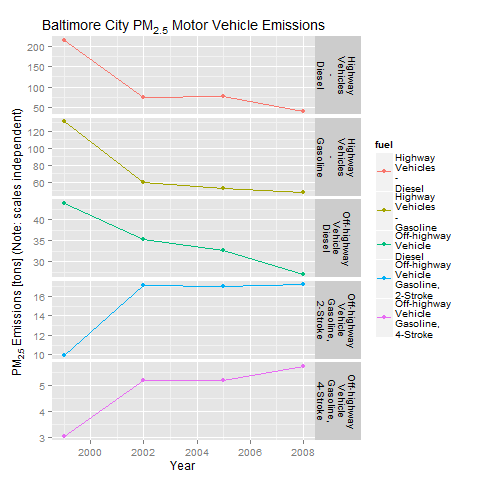 Baltimore City PM2.5 Motor Vehicle Emissions
PM2.5 Emissions [tons] (Note: scales independent)
200
150
100
50
Highway
Vehicles
-
Diesel
120
100
80
60
Highway
Vehicles
-
Gasoline
40
35
30
Off-highway
Vehicle
Diesel
16
14
12
10
Off-highway
Vehicle
Gasoline,
2-Stroke
5
4
3
Off-highway
Vehicle
Gasoline,
4-Stroke
2000
2002
2004
2006
2008
Year
fuel
Highway
Vehicles
-
Diesel
Highway
Vehicles
-
Gasoline
Off-highway
Vehicle
Diesel
Off-highway
Vehicle
Gasoline,
2-Stroke
Off-highway
Vehicle
Gasoline,
4-Stroke